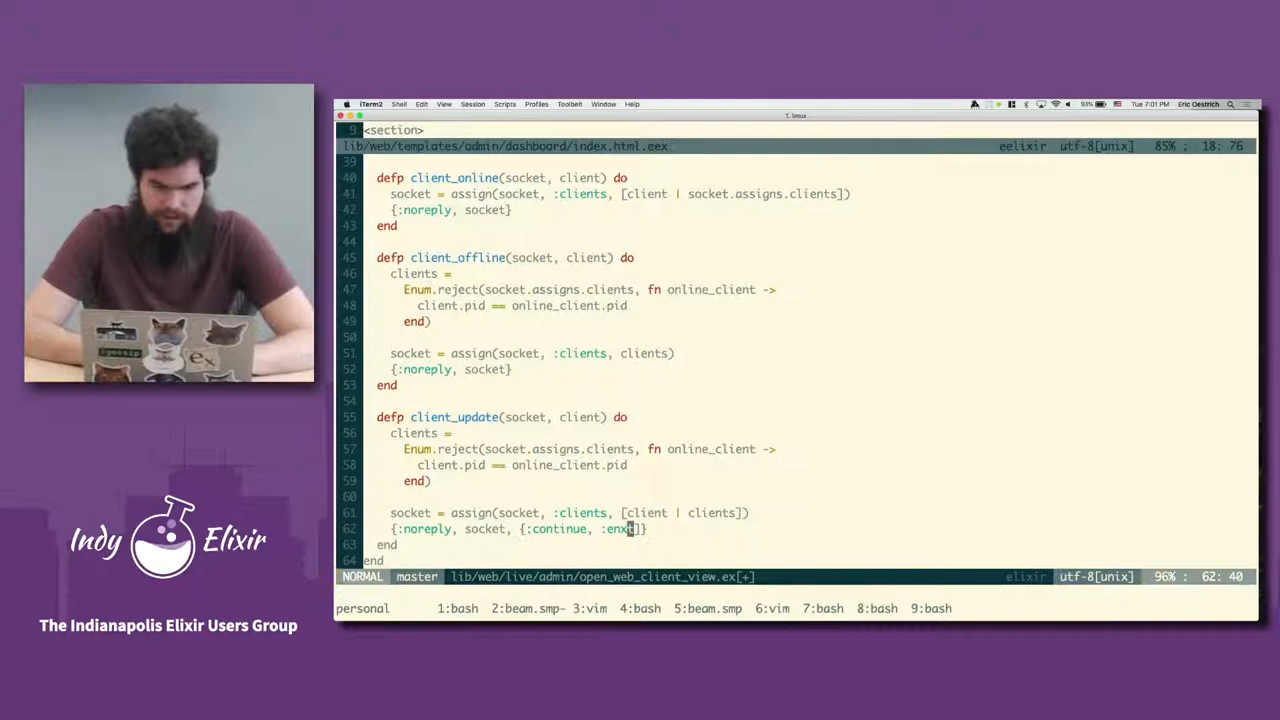 iTerm2 Shell Edit View Session Scripts Profiles Toolbelt Window Help 93% Tue 7:01 PM Eric Oestrich
1. tmux
9 <section>
lib/web/templates/admin/dashboard/index.html.eex eelixir utf-8[unix] 85% : 18: 76
39
40 defp client_online(socket, client) do
41 socket = assign(socket, :clients, [client | socket.assigns.clients])
42 {:noreply, socket}
43 end
44
45 defp client_offline(socket, client) do
46 clients =
47 Enum.reject(socket.assigns.clients, fn online_client ->
48 client.pid == online_client.pid
49 end)
50
51 socket = assign(socket, :clients, clients)
52 {:noreply, socket}
53 end
54
55 defp client_update(socket, client) do
56 clients =
57 Enum.reject(socket.assigns.clients, fn online_client ->
58 client.pid == online_client.pid
59 end)
60
61 socket = assign(socket, :clients, [client | clients])
62 {:noreply, socket, {:continue, :enxt]}
63 end
64 end
NORMAL master lib/web/live/admin/open_web_client_view.ex[+] elixir utf-8[unix] 96% : 62: 40
personal 1:bash 2:beam.smp- 3:vim 4:bash 5:beam.smp 6:vim 7:bash 8:bash 9:bash
#gossip
ex
Indy Elixir
The Indianapolis Elixir Users Group